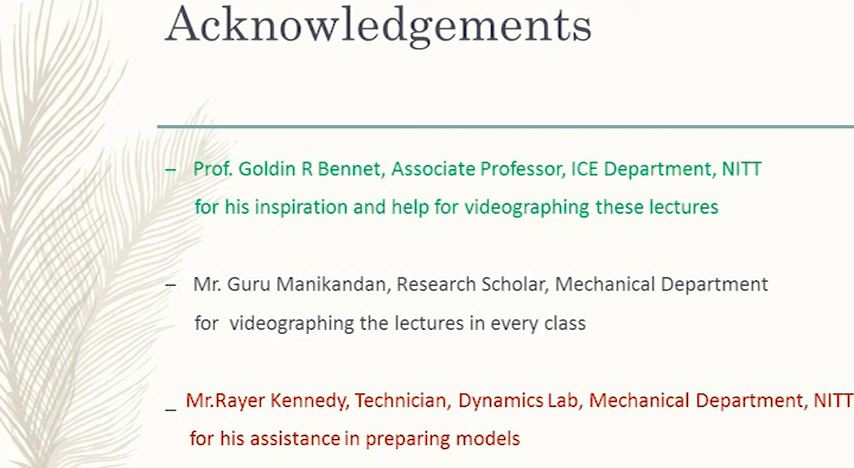 Acknowledgements
– Prof. Goldin R Bennet, Associate Professor, ICE Department, NITT
for his inspiration and help for videographing these lectures
– Mr. Guru Manikandan, Research Scholar, Mechanical Department
for videographing the lectures in every class
_ Mr.Rayer Kennedy, Technician, Dynamics Lab, Mechanical Department, NITT
for his assistance in preparing models